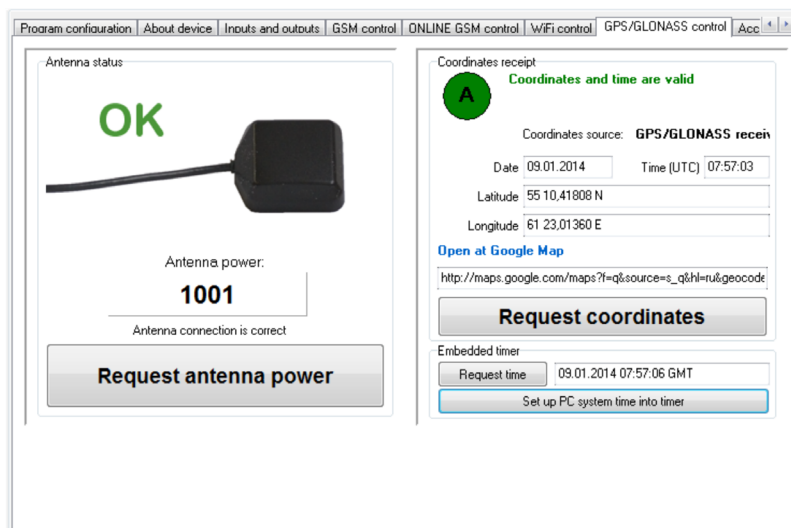 Program configuration About device Inputs and outputs GSM control ONLINE GSM control WiFi control GPS/GLONASS control Acc
Antenna status
OK
Antenna power:
1001
Antenna connection is correct
Request antenna power
Coordinates receipt
A
Coordinates and time are valid
Coordinates source: GPS/GLONASS receiv
Date 09.01.2014 Time (UTC) 07:57:03
Latitude 55 10,41808 N
Longitude 61 23,01360 E
Open at Google Map
http://maps.google.com/maps?f=q&source=s_q&hl=ru&geocode
Request coordinates
Embedded timer
Request time 09.01.2014 07:57:06 GMT
Set up PC system time into timer